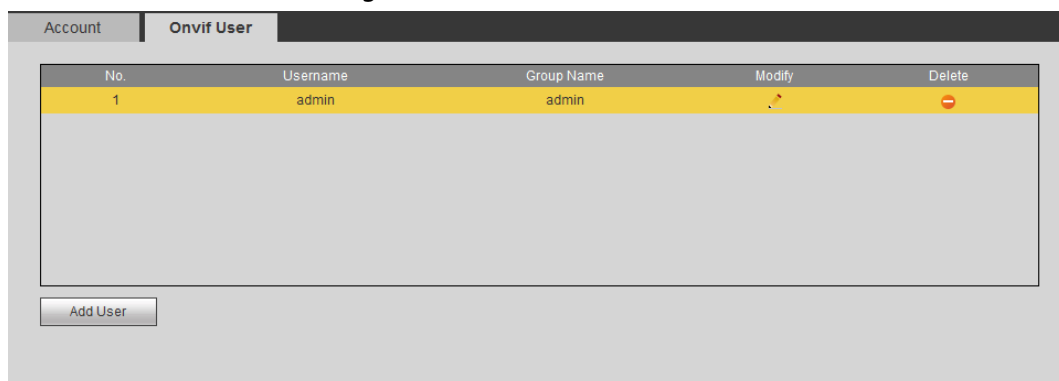 Account Onvif User
No. Username Group Name Modify Delete
1 admin admin
Add User